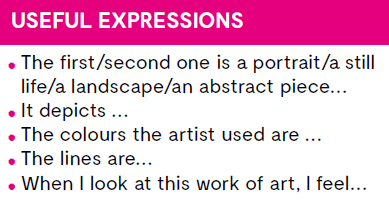 USEFUL EXPRESSIONS
• The first/second one is a portrait/a still
life/a landscape/an abstract piece...
• It depicts ...
• The colours the artist used are ...
• The lines are...
• When I look at this work of art, I feel...